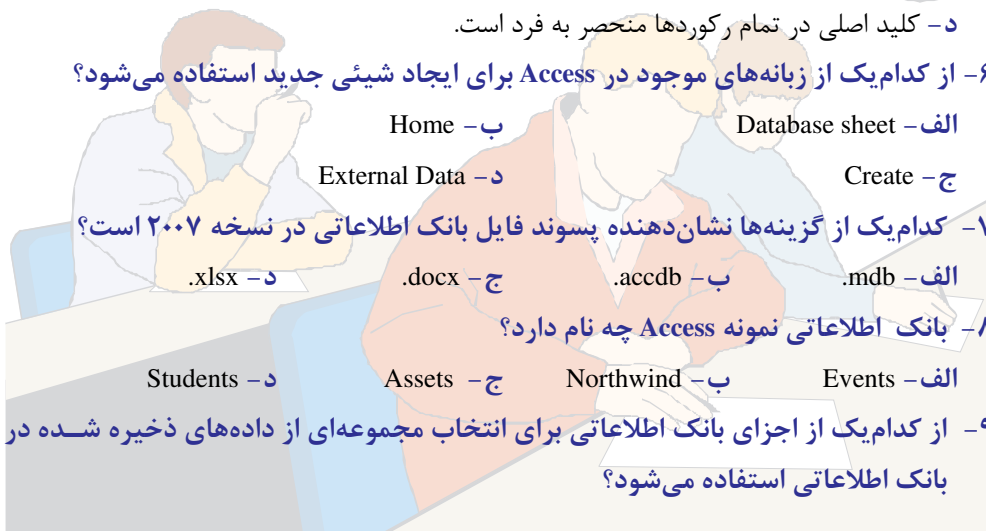 د- کلید اصلی در تمام رکوردها منحصر به فرد است.
۶- از کدام‌یک از زبانه‌های موجود در Access برای ایجاد شیئی جدید استفاده می‌شود؟
الف- Database sheet ب- Home
ج- Create د- External Data
۷- کدام‌یک از گزینه‌ها نشان‌دهنده پسوند فایل بانک اطلاعاتی در نسخه ۲۰۰۷ است؟
الف- mdb. ب- accdb. ج- docx. د- xlsx.
۸- بانک اطلاعاتی نمونه Access چه نام دارد؟
الف- Events ب- Northwind ج- Assets د- Students
۹- از کدام‌یک از اجزای بانک اطلاعاتی برای انتخاب مجموعه‌ای از داده‌های ذخیره شده در
بانک اطلاعاتی استفاده می‌شود؟